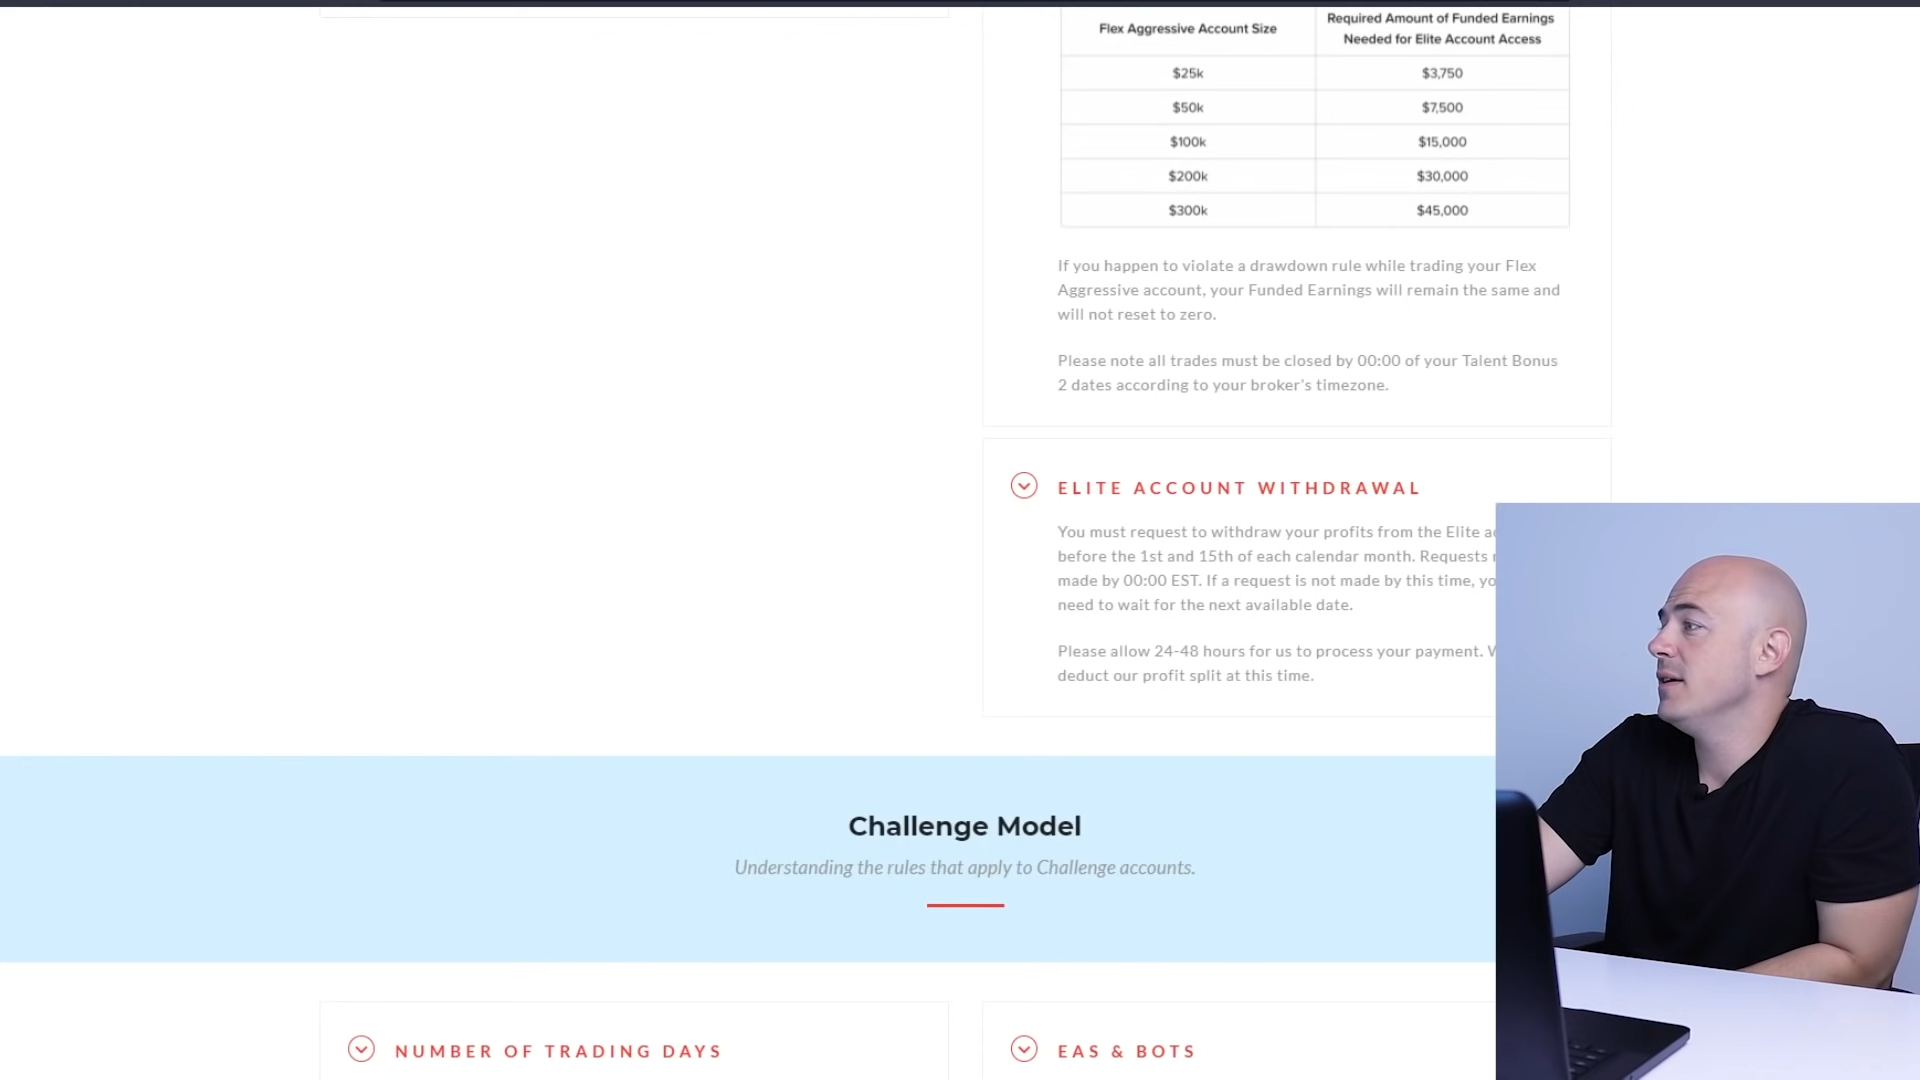 Flex Aggressive Account Size
Required Amount of Funded Earnings
Needed for Elite Account Access
$25k
$3,750
$50k
$7,500
$100k
$15,000
$200k
$30,000
$300k
$45,000
If you happen to violate a drawdown rule while trading your Flex
Aggressive account, your Funded Earnings will remain the same and
will not reset to zero.
Please note all trades must be closed by 00:00 of your Talent Bonus
2 dates according to your broker's timezone.
ELITE ACCOUNT WITHDRAWAL
You must request to withdraw your profits from the Elite
before the 1st and 15th of each calendar month. Requests
made by 00:00 EST. If a request is not made by this time,
need to wait for the next available date.
Please allow 24-48 hours for us to process your payment.
deduct our profit split at this time.
Challenge Model
Understanding the rules that apply to Challenge accounts.
NUMBER OF TRADING DAYS
EAS & BOTS